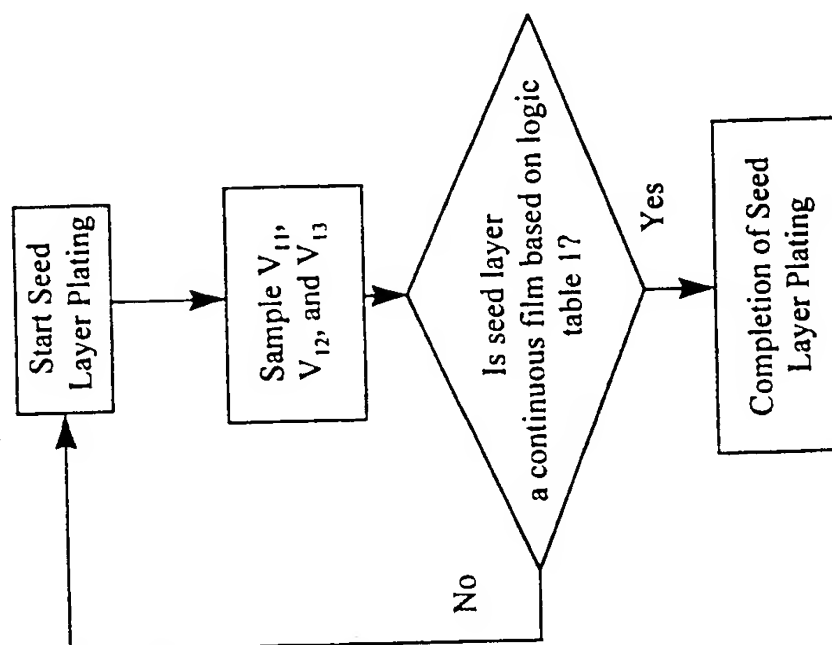 Start Seed
Layer Plating
Sample V₁₁,
V₁₂, and V₁₃
Is seed layer
a continuous film based on logic
table 1?
No
Yes
Completion of Seed
Layer Plating